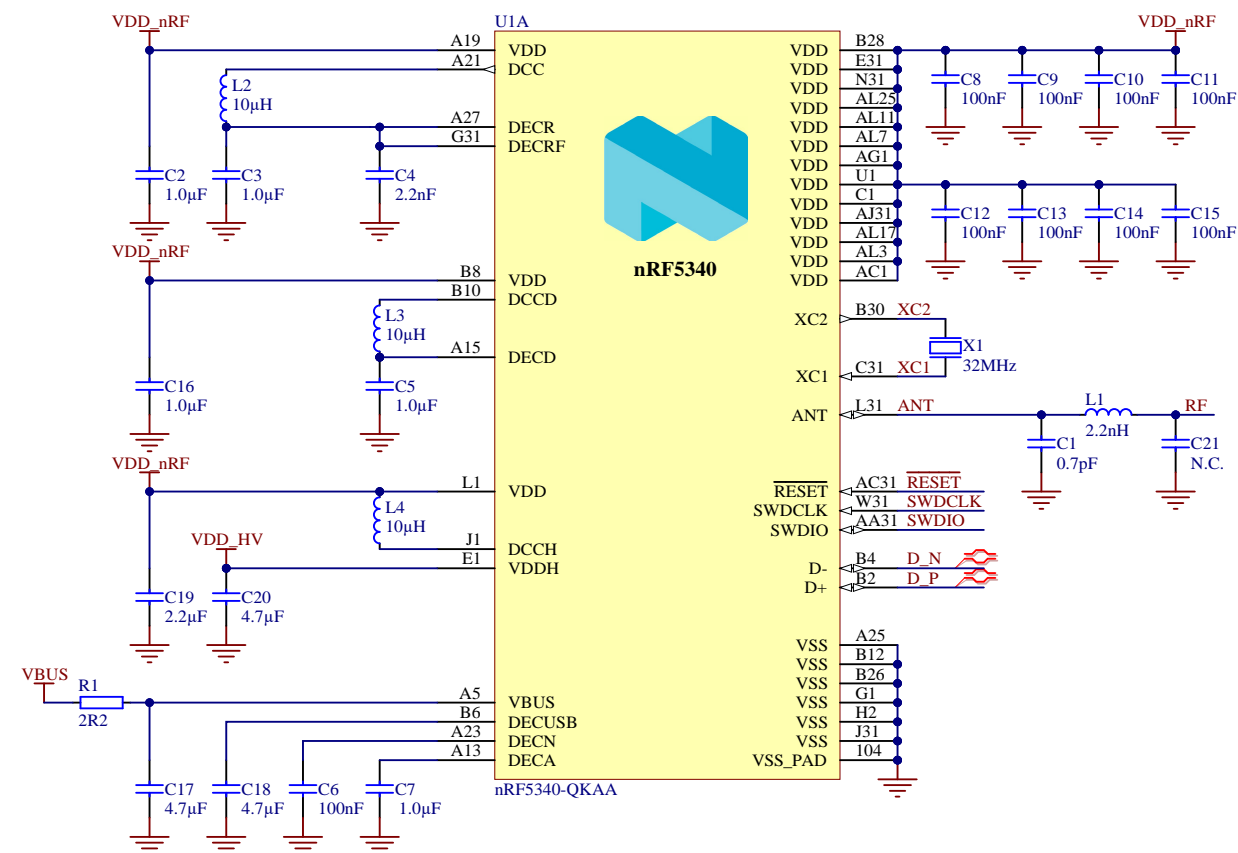 VDD_nRF
U1A
VDD_nRF
A19 VDD
A21 DCC
L2
10µH
A27 DECR
G31 DECRF
C2
1.0µF
C3
1.0µF
C4
2.2nF
VDD_nRF
B8 VDD
B10 DCCD
L3
10µH
A15 DECD
C16
1.0µF
C5
1.0µF
VDD_nRF
L1 VDD
L4
10µH
J1 DCCH
VDD_HV
E1 VDDH
C19
2.2µF
C20
4.7µF
VBUS
R1
2R2
A5 VBUS
B6 DECUSB
A23 DECN
A13 DECA
C17
4.7µF
C18
4.7µF
C6
100nF
C7
1.0µF
nRF5340
nRF5340-QKAA
VDD B28
VDD E31
VDD N31
VDD AL25
VDD AL11
VDD AL7
VDD AG1
VDD U1
VDD C1
VDD AJ31
VDD AL17
VDD AL3
VDD AC1
C8
100nF
C9
100nF
C10
100nF
C11
100nF
C12
100nF
C13
100nF
C14
100nF
C15
100nF
XC2 B30 XC2
X1
32MHz
XC1 C31 XC1
ANT L31 ANT
L1
2.2nH
RF
C1
0.7pF
C21
N.C.
RESET AC31 RESET
SWDCLK W31 SWDCLK
SWDIO AA31 SWDIO
D- B4 D_N
D+ B2 D_P
VSS A25
VSS B12
VSS B26
VSS G1
VSS H2
VSS J31
VSS_PAD 104